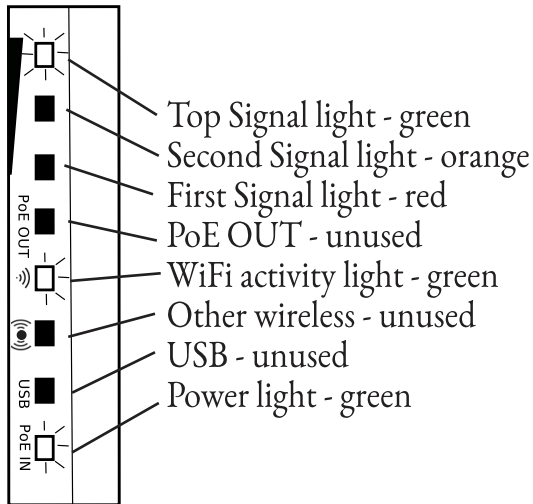 Top Signal light - green
Second Signal light - orange
First Signal light - red
PoE OUT - unused
WiFi activity light - green
Other wireless - unused
USB - unused
Power light - green
PoE OUT
USB
PoE IN